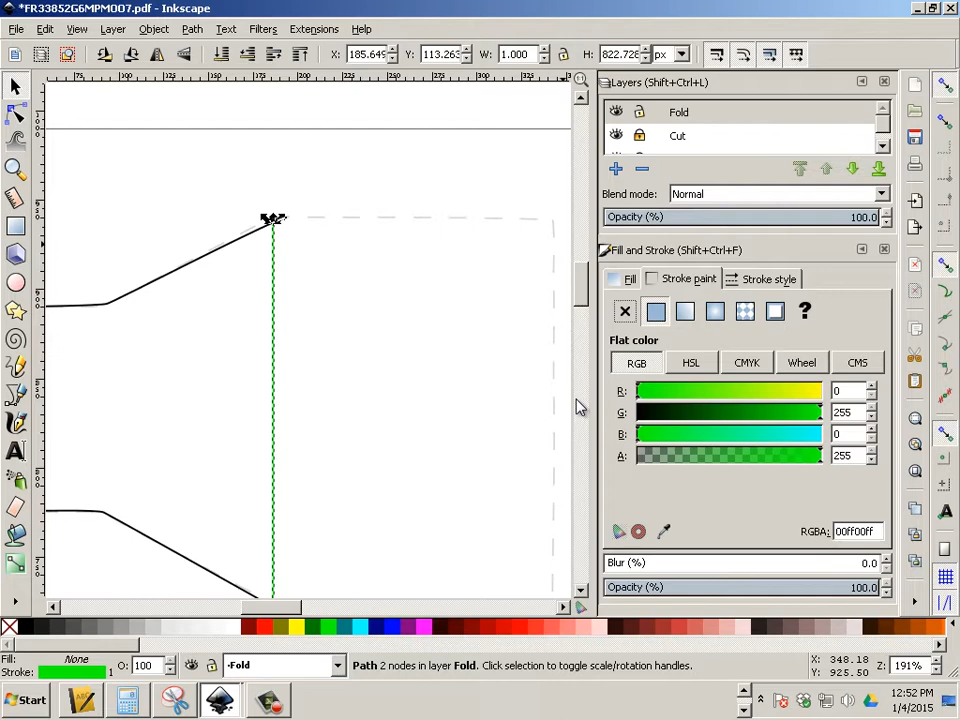 *FR33852G6MPMOO7.pdf - Inkscape
File Edit View Layer Object Path Text Filters Extensions Help
X: 185.649 Y: 113.263 W: 1.000 H: 822.728 px
Layers (Shift+Ctrl+L)
Fold
Cut
Blend mode: Normal
Opacity (%) 100.0
Fill and Stroke (Shift+Ctrl+F)
Fill Stroke paint Stroke style
?
Flat color
RGB HSL CMYK Wheel CMS
R: 0
G: 255
B: 0
A: 255
RGBA: 00ff00ff
Blur (%) 0.0
Opacity (%) 100.0
Fill: None
Stroke: 1
O: 100
·Fold
Path 2 nodes in layer Fold. Click selection to toggle scale/rotation handles.
X: 348.18
Y: 925.50
Z: 191%
Start
12:52 PM
1/4/2015